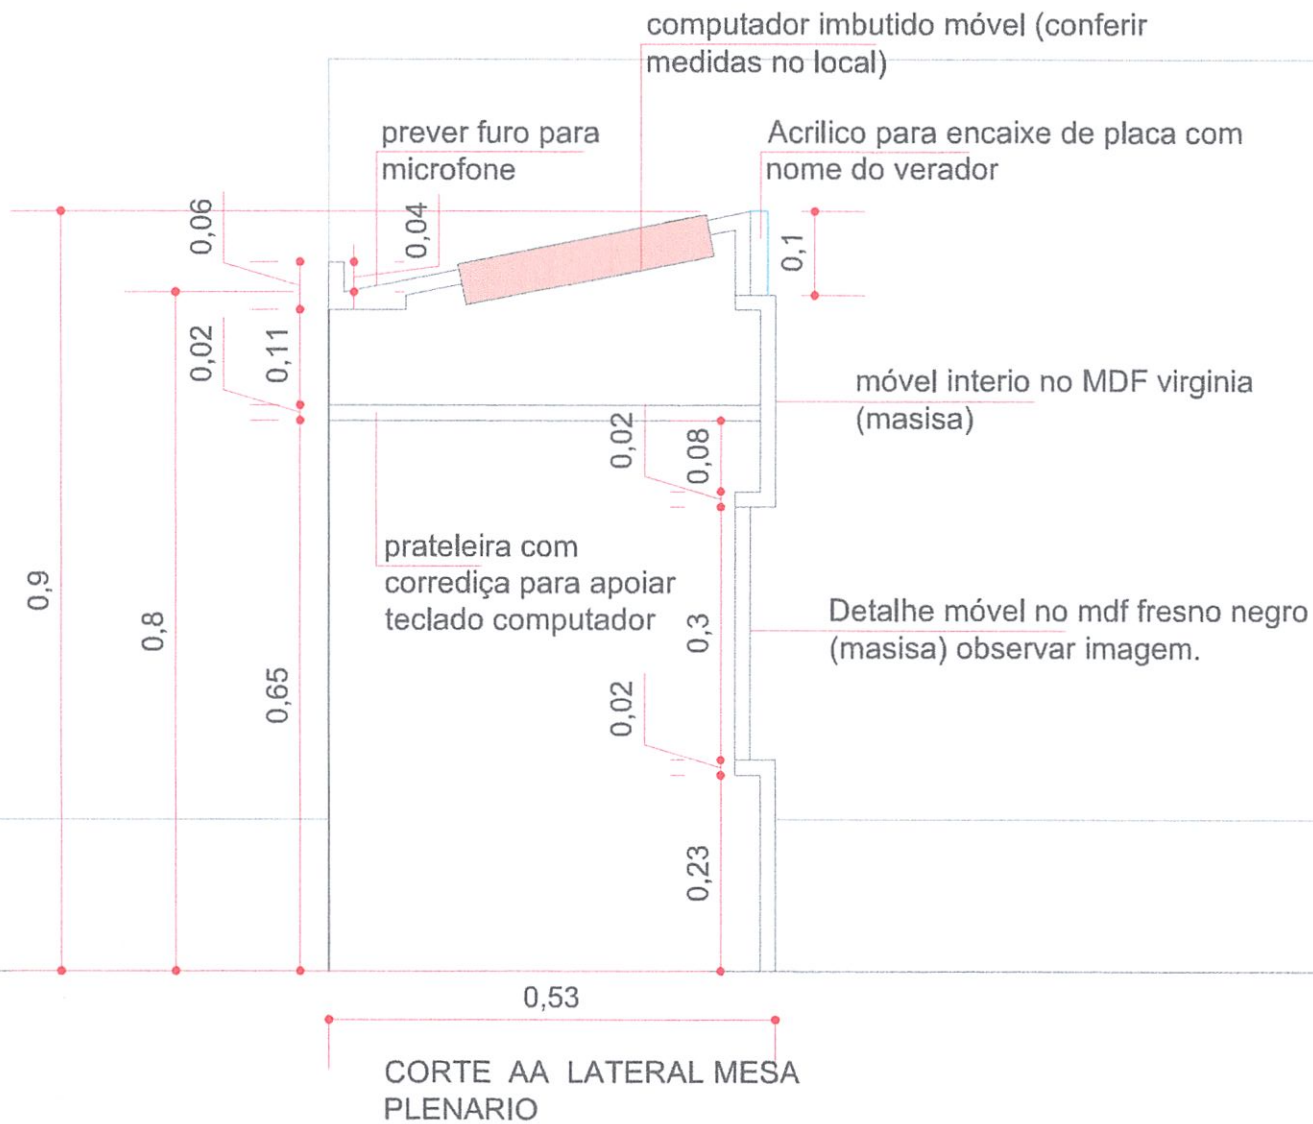 computador imbutido móvel (conferir
medidas no local)
prever furo para
microfone
Acrilico para encaixe de placa com
nome do verador
0,06
0,04
0,1
0,02
0,11
móvel interio no MDF virginia
(masisa)
0,02
0,08
prateleira com
corrediça para apoiar
teclado computador
0,9
0,8
0,65
0,3
Detalhe móvel no mdf fresno negro
(masisa) observar imagem.
0,02
0,23
0,53
CORTE AA LATERAL MESA
PLENARIO